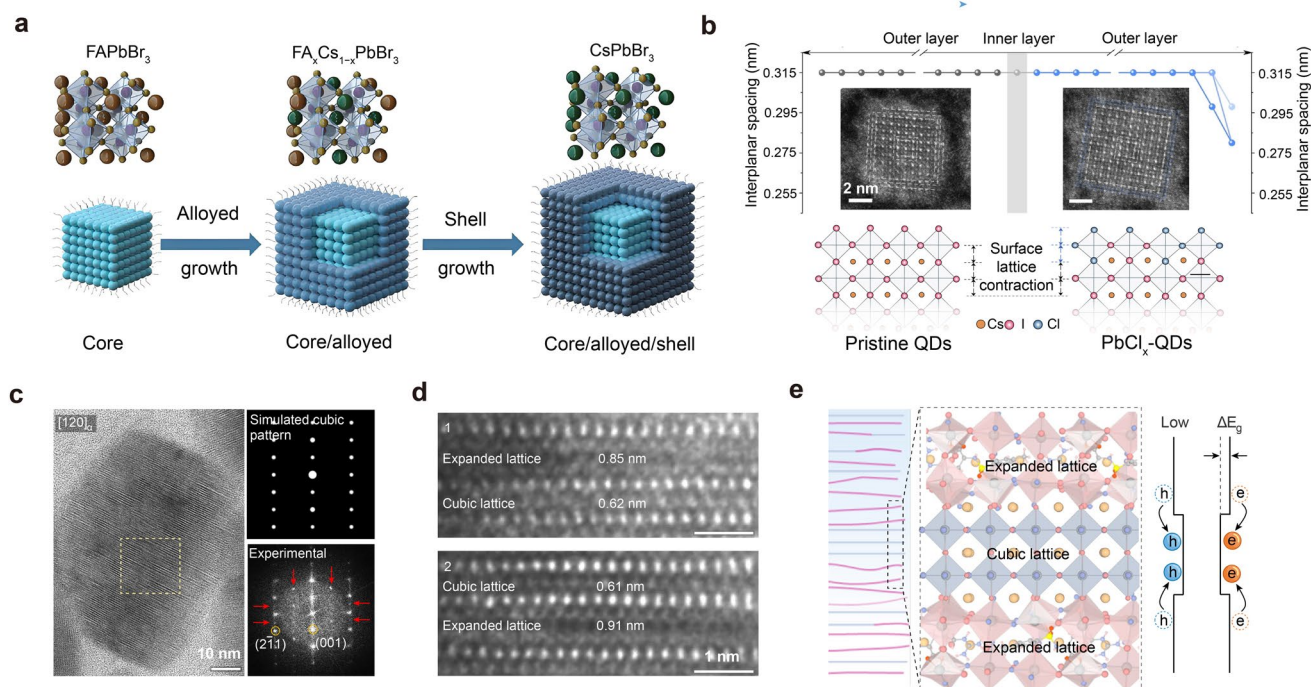 a
FAPbBr3
FAxCs1-xPbBr3
CsPbBr3
Alloyed
growth
Shell
growth
Core
Core/alloyed
Core/alloyed/shell
b
Outer layer
Inner layer
Outer layer
Interplanar spacing (nm)
0.315
0.295
0.275
0.255
2 nm
0.315
0.295
0.275
0.255
Interplanar spacing (nm)
Surface
lattice
contraction
Cs
I
Cl
Pristine QDs
PbClx-QDs
c
[120]α
10 nm
Simulated cubic
pattern
Experimental
(2-11)
(001)
d
1
Expanded lattice
0.85 nm
Cubic lattice
0.62 nm
2
Cubic lattice
0.61 nm
Expanded lattice
0.91 nm
1 nm
e
Expanded lattice
Cubic lattice
Expanded lattice
Low
ΔEg
h
e
h
e
h
e
h
e